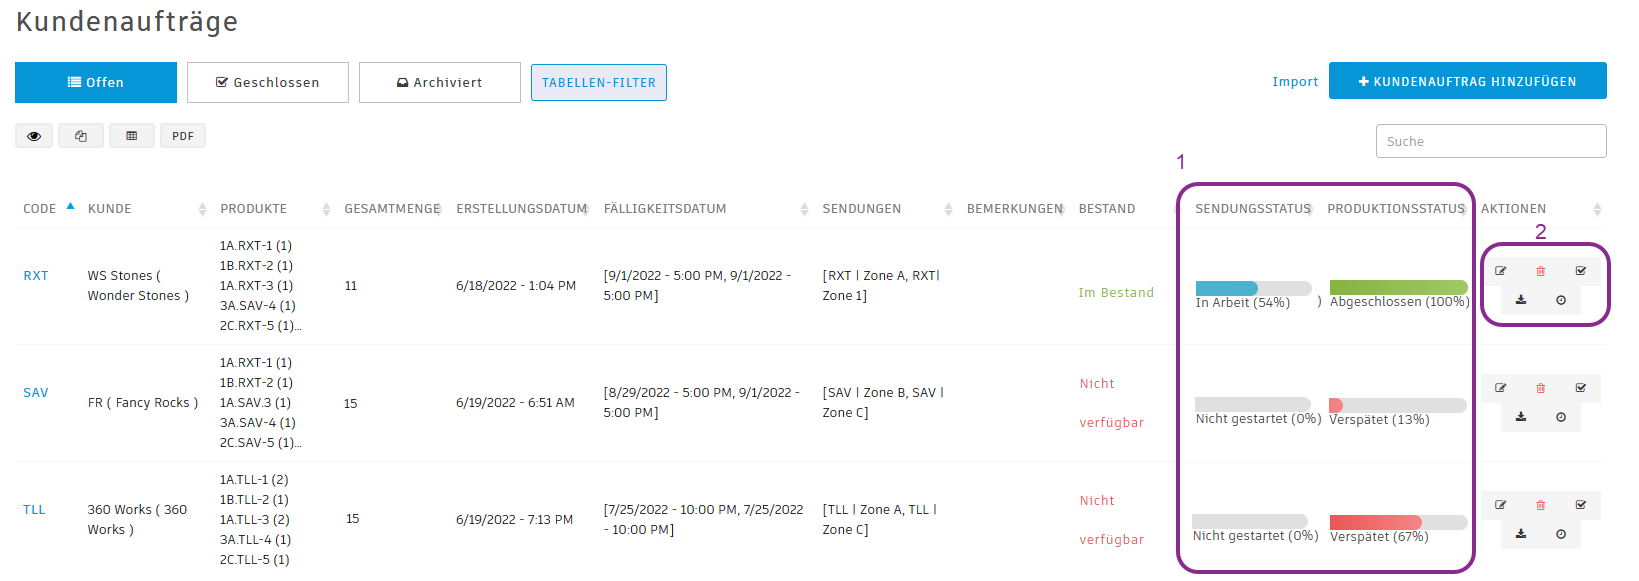 Kundenaufträge
Offen
Geschlossen
Archiviert
TABELLEN-FILTER
Import
KUNDENAUFTRAG HINZUFÜGEN
PDF
Suche
1
CODE KUNDE PRODUKTE GESAMTMENGE ERSTELLUNGSDATUM FÄLLIGKEITSDATUM SENDUNGEN BEMERKUNGEN BESTAND SENDUNGSSTATUS PRODUKTIONSSTATUS AKTIONEN
2
RXT
WS Stones (
Wonder Stones )
1A.RXT-1 (1)
1B.RXT-2 (1)
1A.RXT-3 (1)
3A.SAV-4 (1)
2C.RXT-5 (1)...
11
6/18/2022 - 1:04 PM
[9/1/2022 - 5:00 PM, 9/1/2022 -
5:00 PM]
[RXT | Zone A, RXT|
Zone 1]
Im Bestand
In Arbeit (54%) )
Abgeschlossen (100%)
SAV
FR ( Fancy Rocks )
1A.RXT-1 (1)
1B.RXT-2 (1)
1A.SAV.3 (1)
3A.SAV-4 (1)
2C.SAV-5 (1)...
15
6/19/2022 - 6:51 AM
[8/29/2022 - 5:00 PM, 9/1/2022 -
5:00 PM]
[SAV | Zone B, SAV |
Zone C]
Nicht
verfügbar
Nicht gestartet (0%)
Verspätet (13%)
TLL
360 Works ( 360
Works )
1A.TLL-1 (2)
1B.TLL-2 (1)
1A.TLL-3 (2)
3A.TLL-4 (1)
2C.TLL-5 (1)
15
6/19/2022 - 7:13 PM
[7/25/2022 - 10:00 PM, 7/25/2022
- 10:00 PM]
[TLL | Zone A, TLL |
Zone C]
Nicht
verfügbar
Nicht gestartet (0%)
Verspätet (67%)